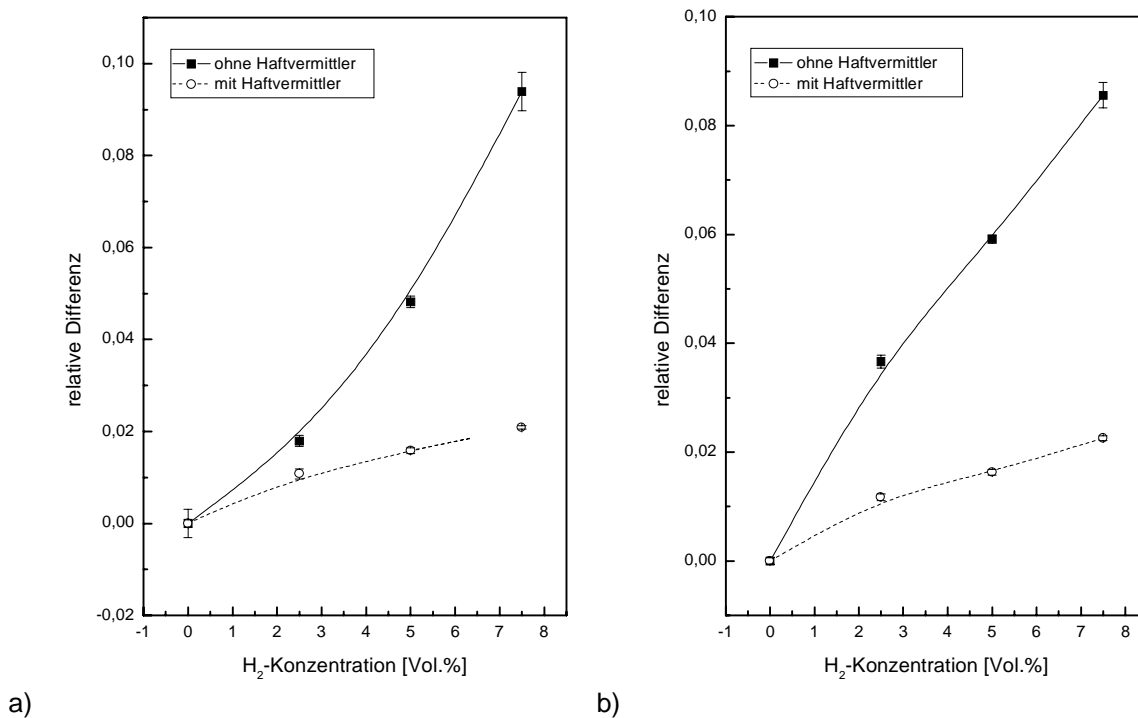 ohne Haftvermittler
mit Haftvermittler
0,10
0,08
0,06
0,04
0,02
0,00
-0,02
relative Differenz
-1 0 1 2 3 4 5 6 7 8
H₂-Konzentration [Vol.%]
a)
ohne Haftvermittler
mit Haftvermittler
0,10
0,08
0,06
0,04
0,02
0,00
relative Differenz
-1 0 1 2 3 4 5 6 7 8
H₂-Konzentration [Vol.%]
b)